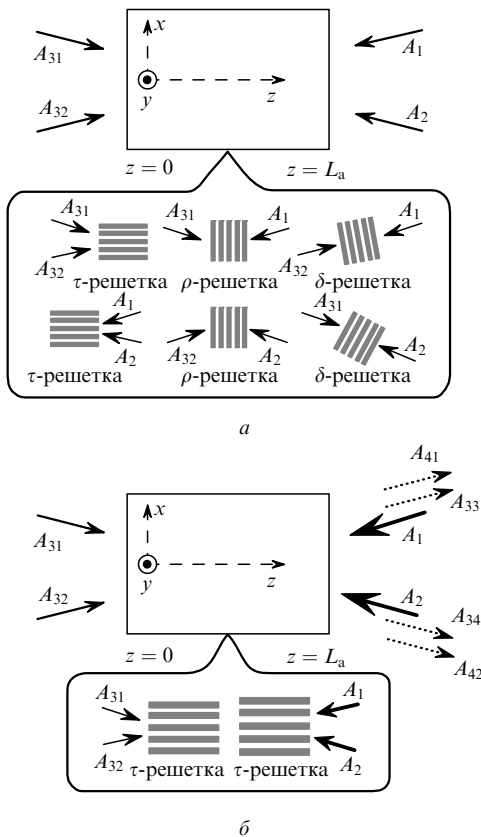 A₃₁
x
A₁
A₃₂
y
z
A₂
z = 0
z = Lₐ
A₃₁ A₃₁ A₁ A₁
A₃₂ A₃₂
τ-решетка ρ-решетка δ-решетка
A₁ A₃₁
A₂ A₃₂ A₂ A₂
τ-решетка ρ-решетка δ-решетка
а
A₄₁
A₃₃
x
A₃₁
A₁
A₃₂
y
z
A₂
A₃₄
A₄₂
z = 0
z = Lₐ
A₃₁ A₁
A₃₂ A₂
τ-решетка τ-решетка
б